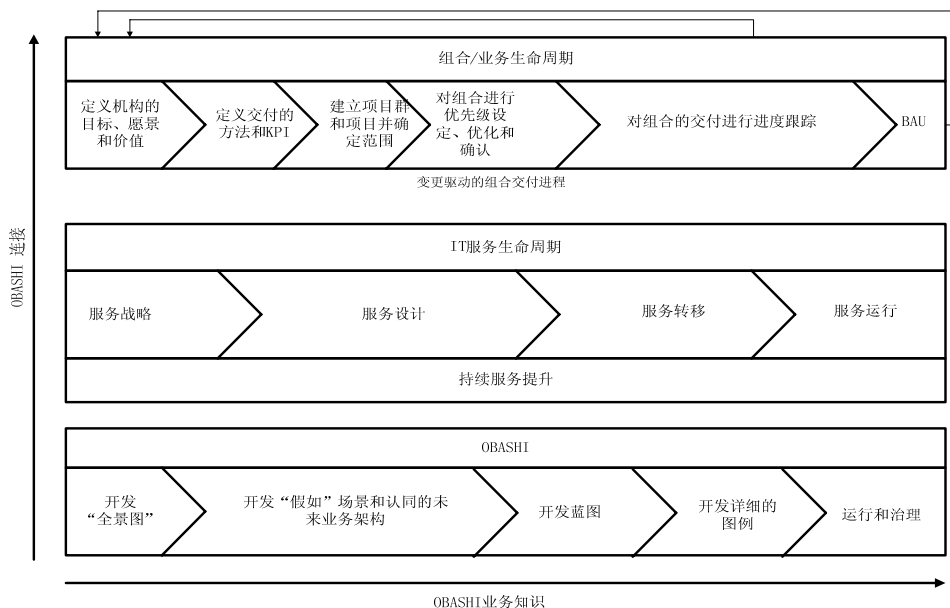 组合/业务生命周期
定义机构的
目标、愿景
和价值
定义交付的
方法和KPI
建立项目群
和项目并确
定范围
对组合进行
优先级设
定、优化和
确认
对组合的交付进行进度跟踪
BAU
变更驱动的组合交付进程
IT服务生命周期
服务战略
服务设计
服务转移
服务运行
持续服务提升
OBASHI
开发
“全景图”
开发“假如”场景和认同的未
来业务架构
开发蓝图
开发详细的
图例
运行和治理
OBASHI 连接
OBASHI业务知识